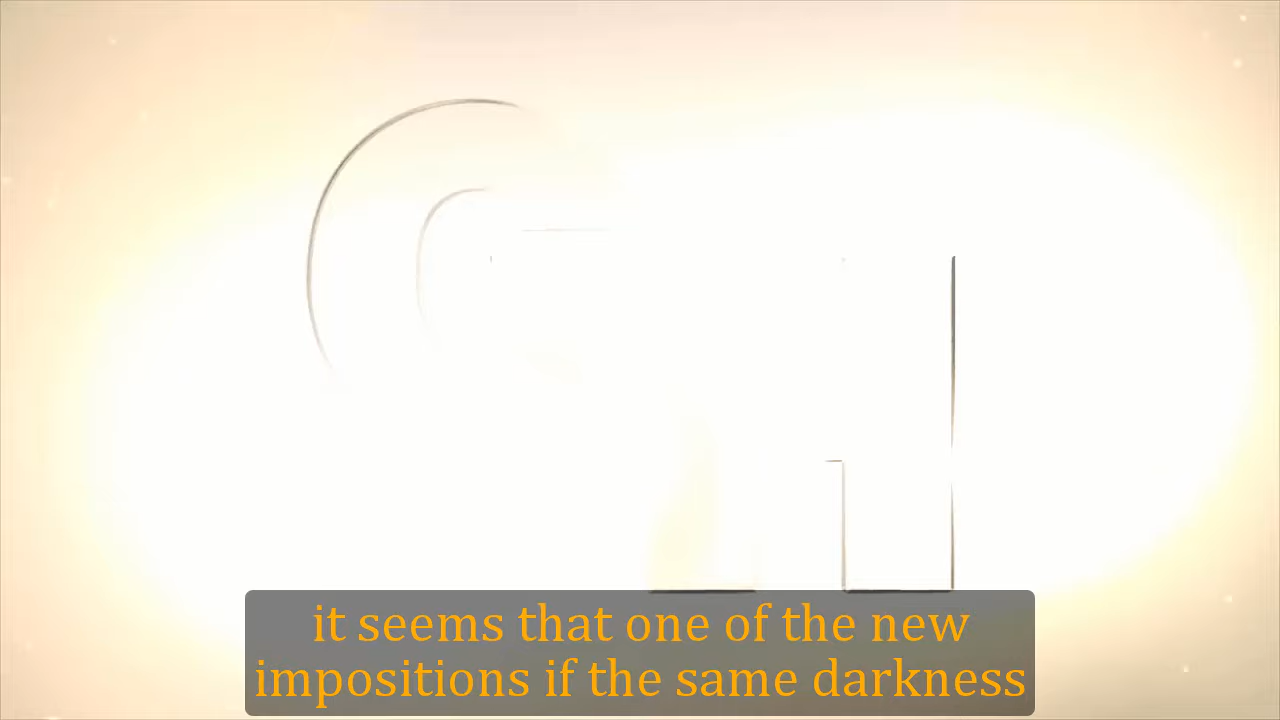 it seems that one of the new
impositions if the same darkness